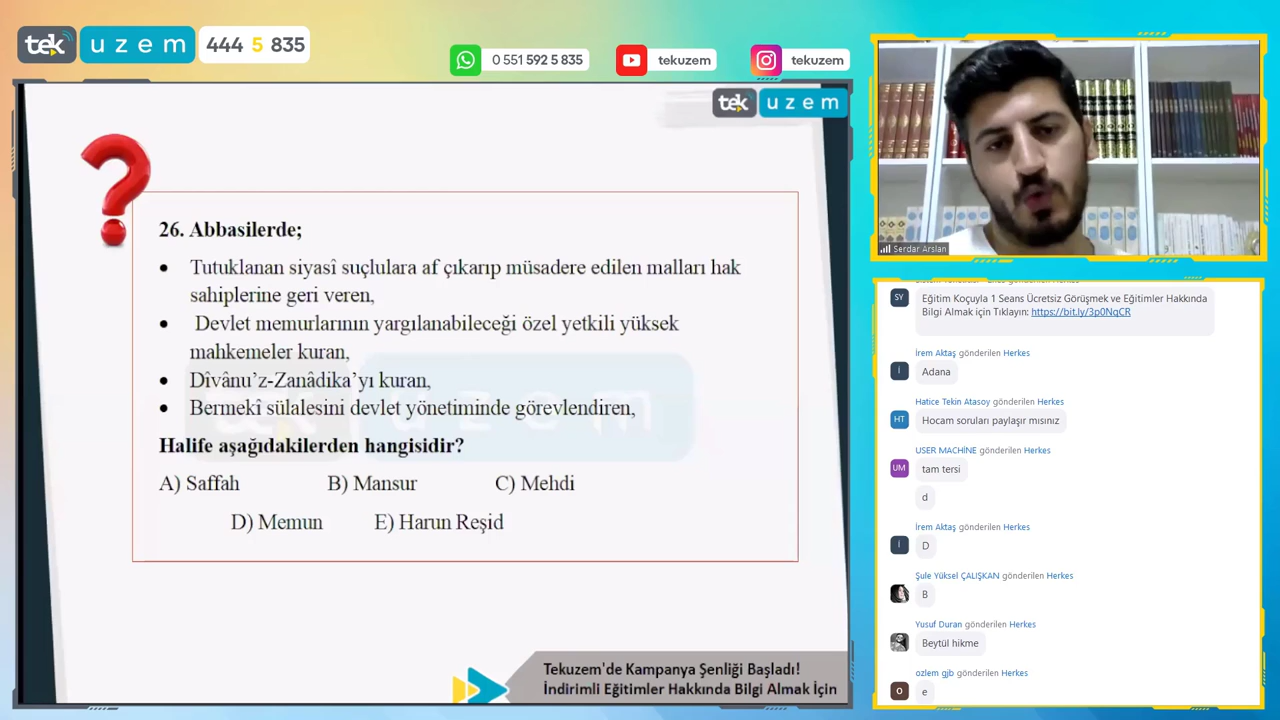 tek
uzem
444 5 835
0 551 592 5 835
tekuzem
tekuzem
tek
uzem
26. Abbasilerde;
• Tutuklanan siyasî suçlulara af çıkarıp müsadere edilen malları hak
sahiplerine geri veren,
• Devlet memurlarının yargılanabileceği özel yetkili yüksek
mahkemeler kuran,
• Dîvânu’z-Zanâdika’yı kuran,
• Bermekî sülalesini devlet yönetiminde görevlendiren,
Halife aşağıdakilerden hangisidir?
A) Saffah B) Mansur C) Mehdi
D) Memun E) Harun Reşid
Tekuzem'de Kampanya Şenliği Başladı!
İndirimli Eğitimler Hakkında Bilgi Almak İçin
Serdar Arslan
SY
Eğitim Koçuyla 1 Seans Ücretsiz Görüşmek ve Eğitimler Hakkında
Bilgi Almak için Tıklayın: https://bit.ly/3p0NqCR
İrem Aktaş gönderilen Herkes
İ
Adana
Hatice Tekin Atasoy gönderilen Herkes
HT
Hocam soruları paylaşır mısınız
USER MACHİNE gönderilen Herkes
UM
tam tersi
d
İrem Aktaş gönderilen Herkes
İ
D
Şule Yüksel ÇALIŞKAN gönderilen Herkes
B
Yusuf Duran gönderilen Herkes
Beytül hikme
ozlem gjb gönderilen Herkes
O
e